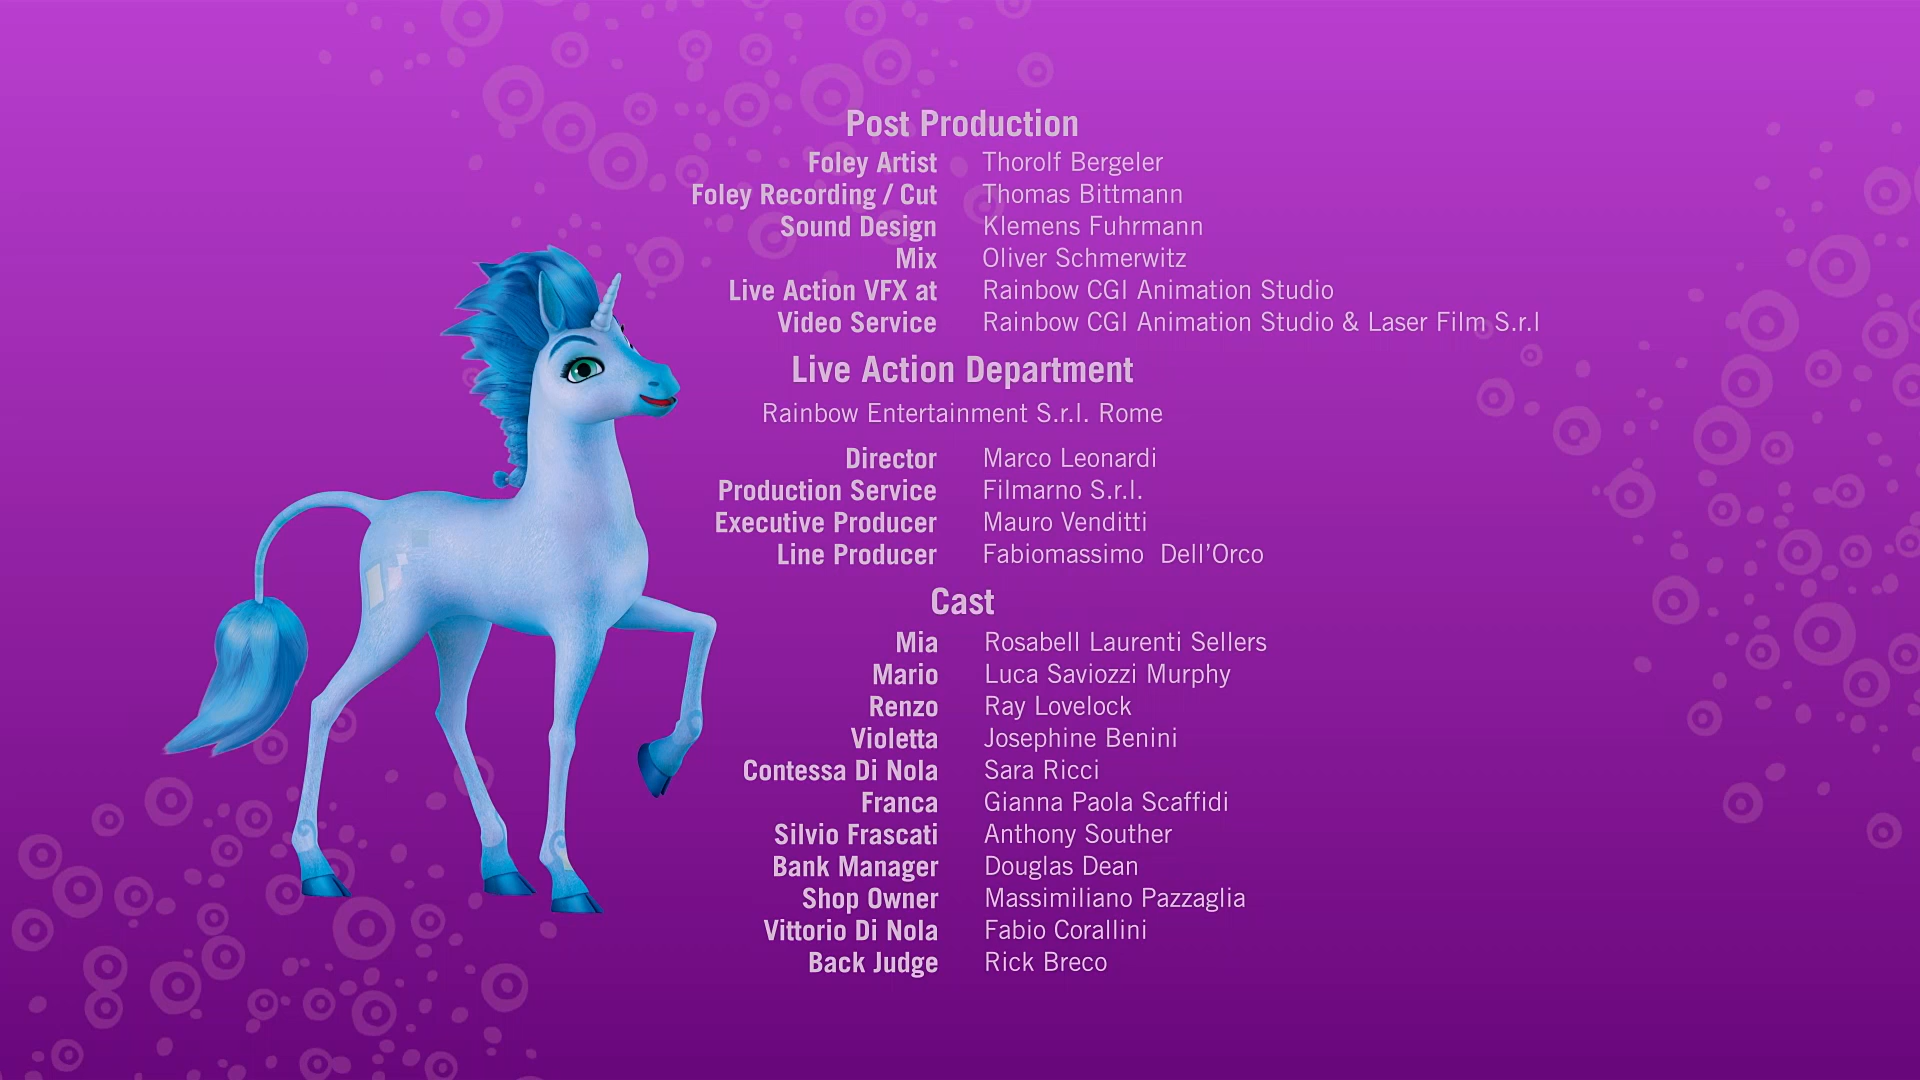 Post Production
Foley Artist Thorolf Bergeler
Foley Recording / Cut Thomas Bittmann
Sound Design Klemens Fuhrmann
Mix Oliver Schmerwitz
Live Action VFX at Rainbow CGI Animation Studio
Video Service Rainbow CGI Animation Studio & Laser Film S.r.l
Live Action Department
Rainbow Entertainment S.r.l. Rome
Director Marco Leonardi
Production Service Filmarno S.r.l.
Executive Producer Mauro Venditti
Line Producer Fabiomassimo Dell'Orco
Cast
Mia Rosabell Laurenti Sellers
Mario Luca Saviozzi Murphy
Renzo Ray Lovelock
Violetta Josephine Benini
Contessa Di Nola Sara Ricci
Franca Gianna Paola Scaffidi
Silvio Frascati Anthony Souther
Bank Manager Douglas Dean
Shop Owner Massimiliano Pazzaglia
Vittorio Di Nola Fabio Corallini
Back Judge Rick Breco